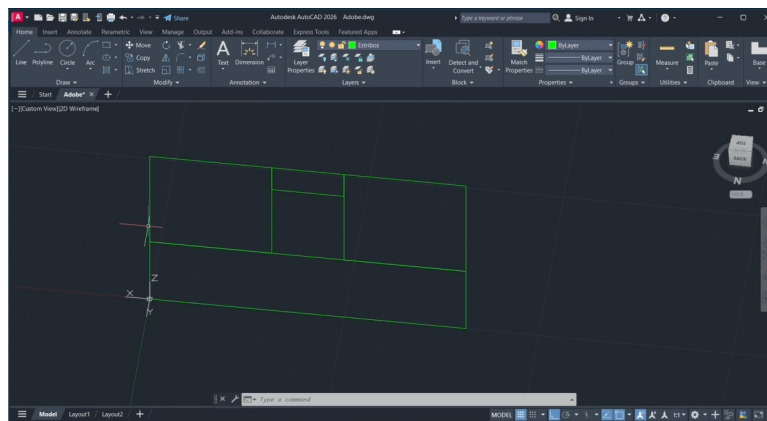 A Share Autodesk AutoCAD 2026 Adobe.dwg Type a keyword or phrase Sign In
Home Insert Annotate Parametric View Manage Output Add-ins Collaborate Express Tools Featured Apps
Move Copy Stretch
Line Polyline Circle Arc
A Text Dimension
Layer Properties
Estribos
Insert Detect and Convert
Match Properties
ByLayer
ByLayer
ByLayer
Group Measure Paste Base
Draw Modify Annotation Layers Block Properties Groups Utilities Clipboard View
Start Adobe* × +
[−][Custom View][2D Wireframe]
TOP
BACK
E
N
N
WCS
Z
X
Y
Type a command
Model Layout1 Layout2 +
MODEL 1:1